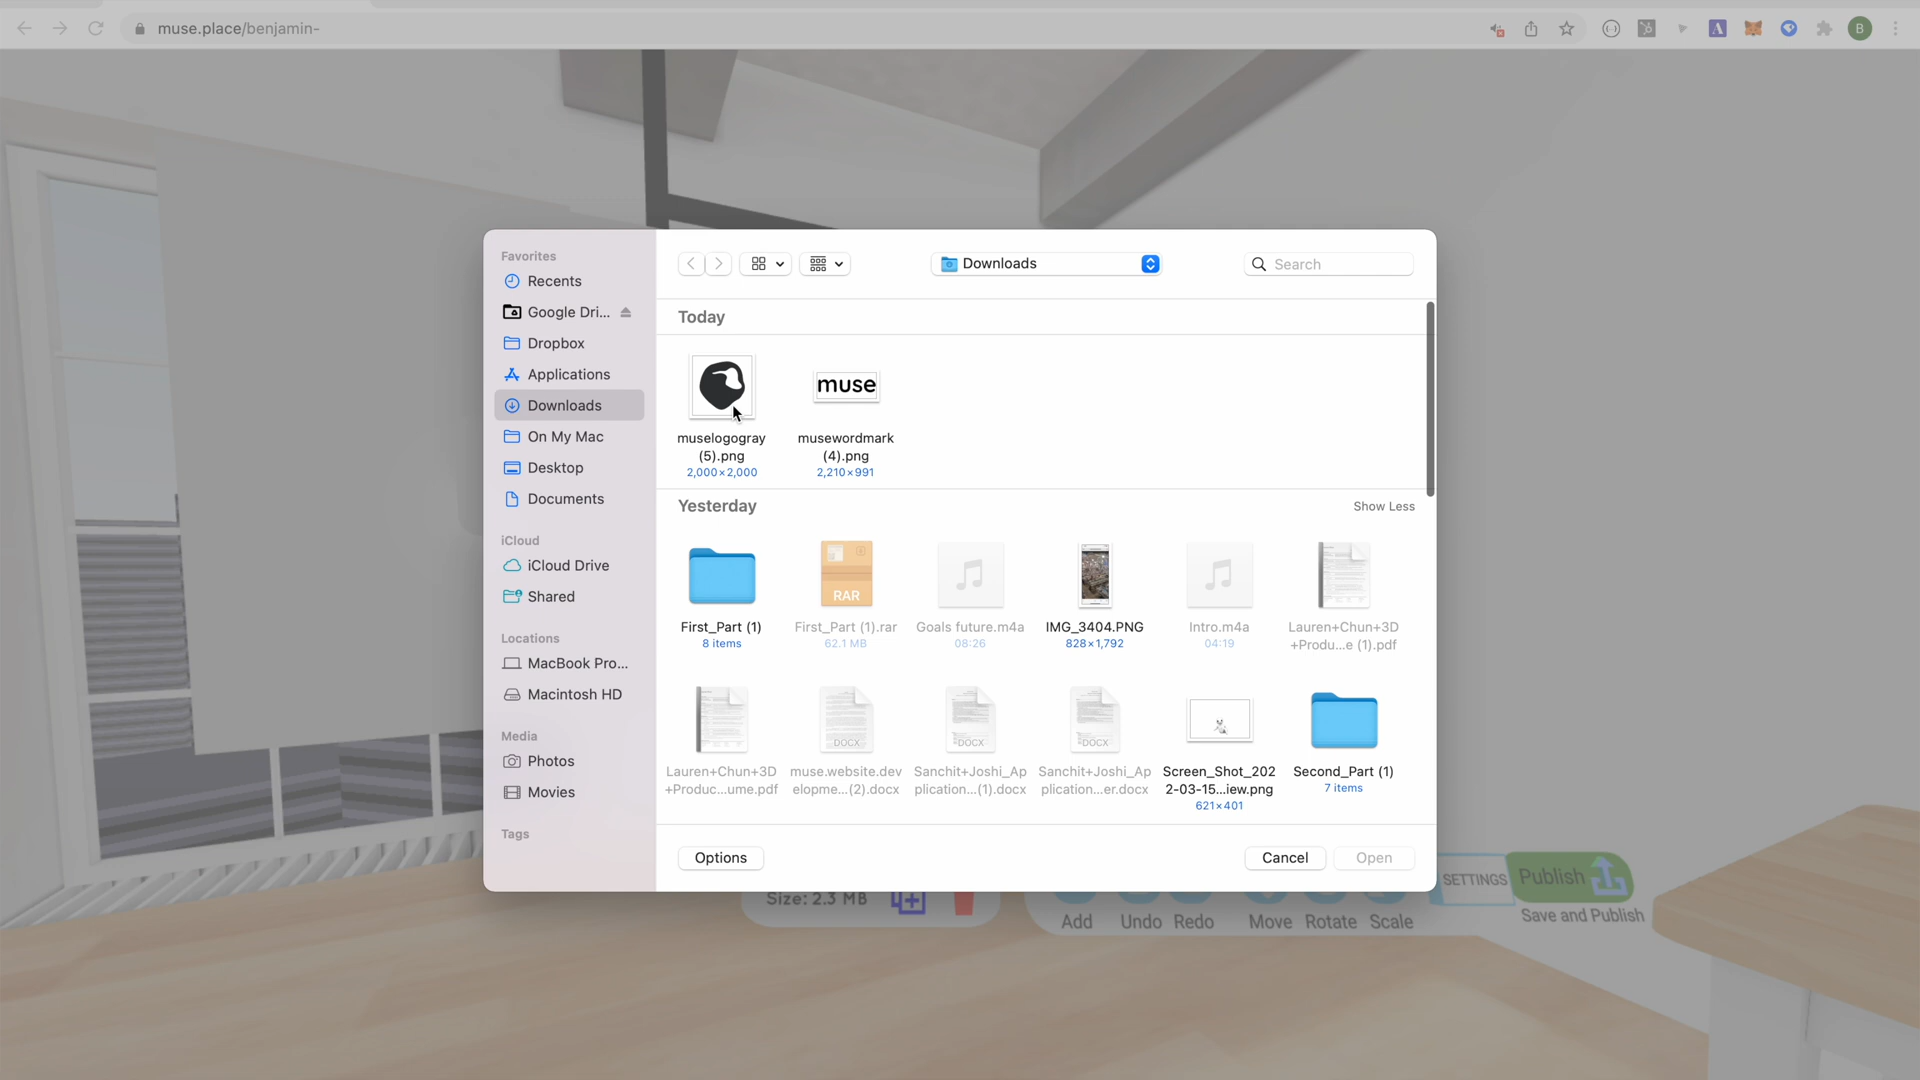 muse.place/benjamin-
A
B
Favorites
Recents
Google Dri...
Dropbox
Applications
Downloads
On My Mac
Desktop
Documents
iCloud
iCloud Drive
Shared
Locations
MacBook Pro...
Macintosh HD
Media
Photos
Movies
Tags
Downloads
Search
Today
muse
muselogogray
(5).png
2,000×2,000
musewordmark
(4).png
2,210×991
Yesterday
Show Less
RAR
First_Part (1)
8 items
First_Part (1).rar
62.1 MB
Goals future.m4a
08:26
IMG_3404.PNG
828×1,792
Intro.m4a
04:19
Lauren+Chun+3D
+Produ...e (1).pdf
DOCX
DOCX
DOCX
Lauren+Chun+3D
+Produc...ume.pdf
muse.website.dev
elopme...(2).docx
Sanchit+Joshi_Ap
plication...(1).docx
Sanchit+Joshi_Ap
plication...er.docx
Screen_Shot_202
2-03-15...iew.png
621×401
Second_Part (1)
7 items
Options
Cancel
Open
Size: 2.3 MB
Add
Undo
Redo
Move
Rotate
Scale
SETTINGS
Publish
Save and Publish